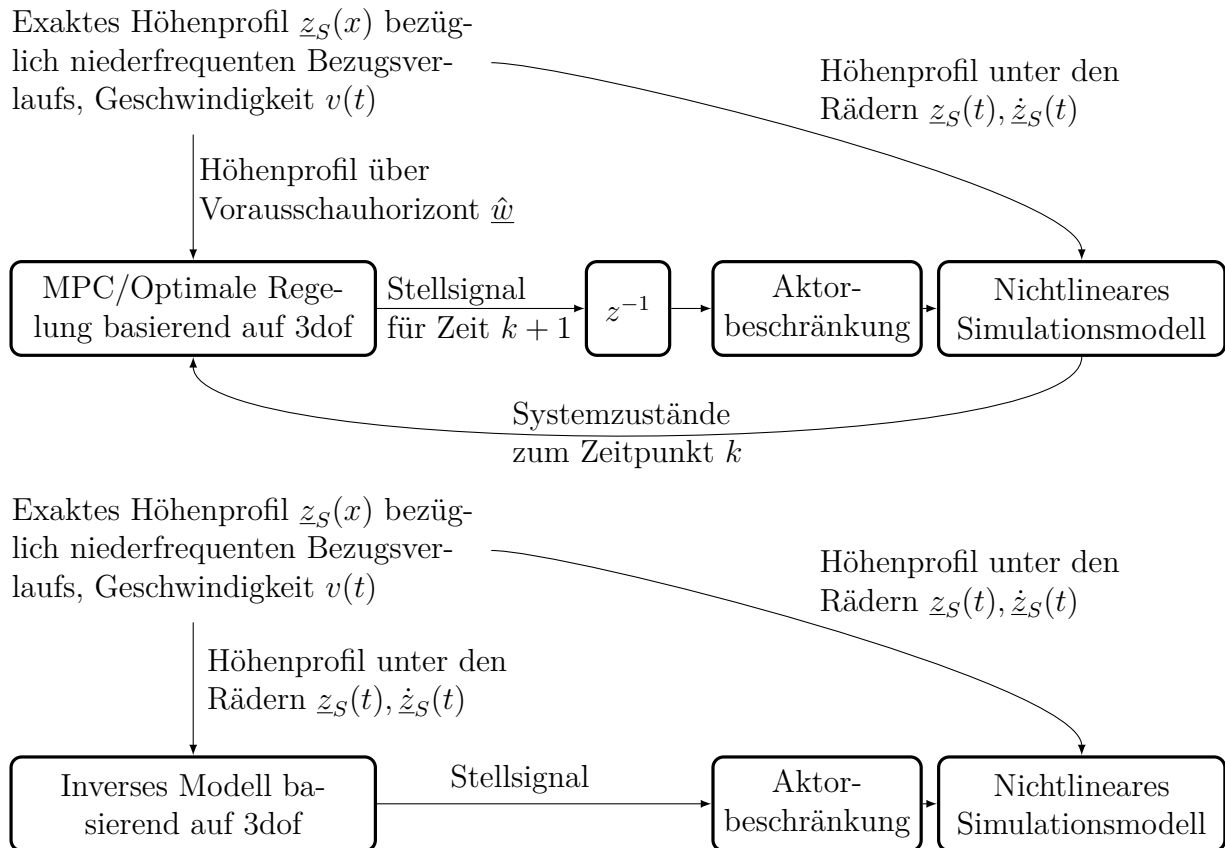 Exaktes Höhenprofil z_S(x) bezüg-
lich niederfrequenten Bezugsver-
laufs, Geschwindigkeit v(t)
Höhenprofil unter den
Rädern z_S(t), ż_S(t)
Höhenprofil über
Vorausschauhorizont ŵ
MPC/Optimale Rege-
lung basierend auf 3dof
Stellsignal
für Zeit k + 1
z⁻¹
Aktor-
beschränkung
Nichtlineares
Simulationsmodell
Systemzustände
zum Zeitpunkt k
Exaktes Höhenprofil z_S(x) bezüg-
lich niederfrequenten Bezugsver-
laufs, Geschwindigkeit v(t)
Höhenprofil unter den
Rädern z_S(t), ż_S(t)
Höhenprofil unter den
Rädern z_S(t), ż_S(t)
Inverses Modell ba-
sierend auf 3dof
Stellsignal
Aktor-
beschränkung
Nichtlineares
Simulationsmodell